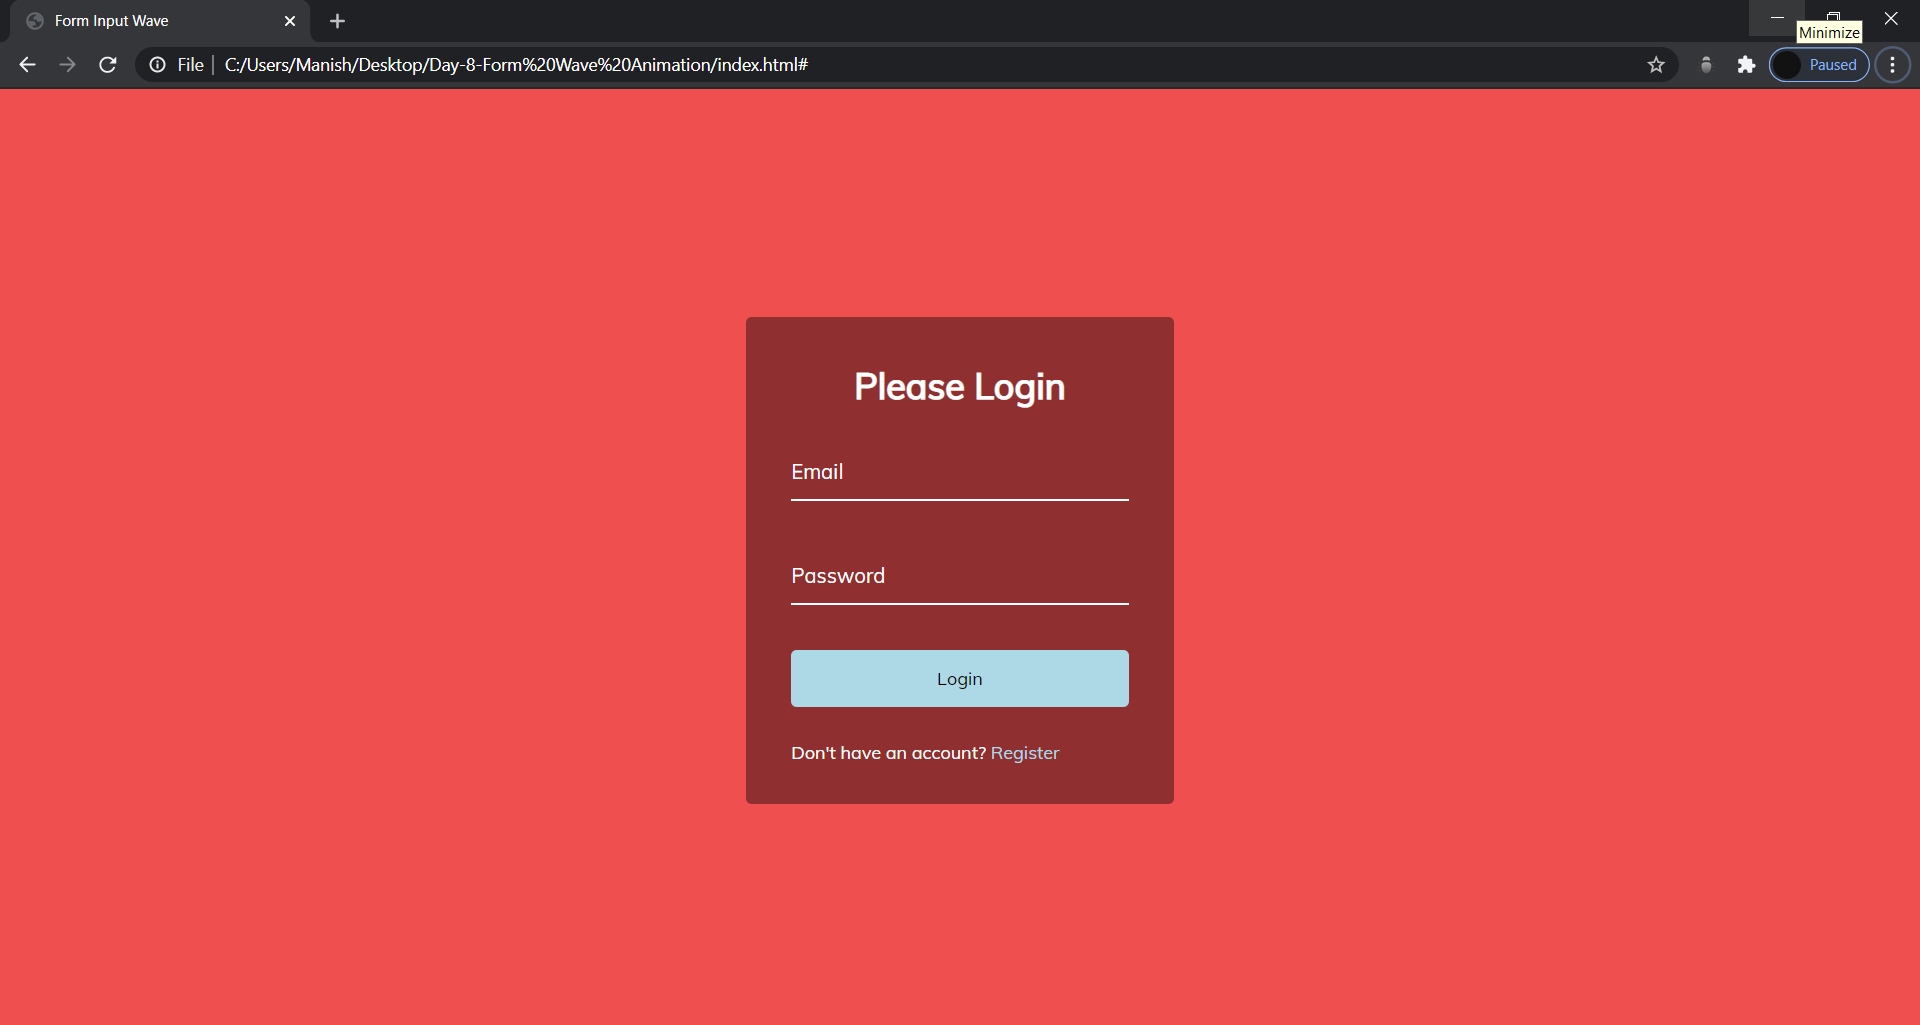 Form Input Wave
Minimize
File C:/Users/Manish/Desktop/Day-8-Form%20Wave%20Animation/index.html# Paused
Please Login
Email
Password
Login
Don't have an account? Register